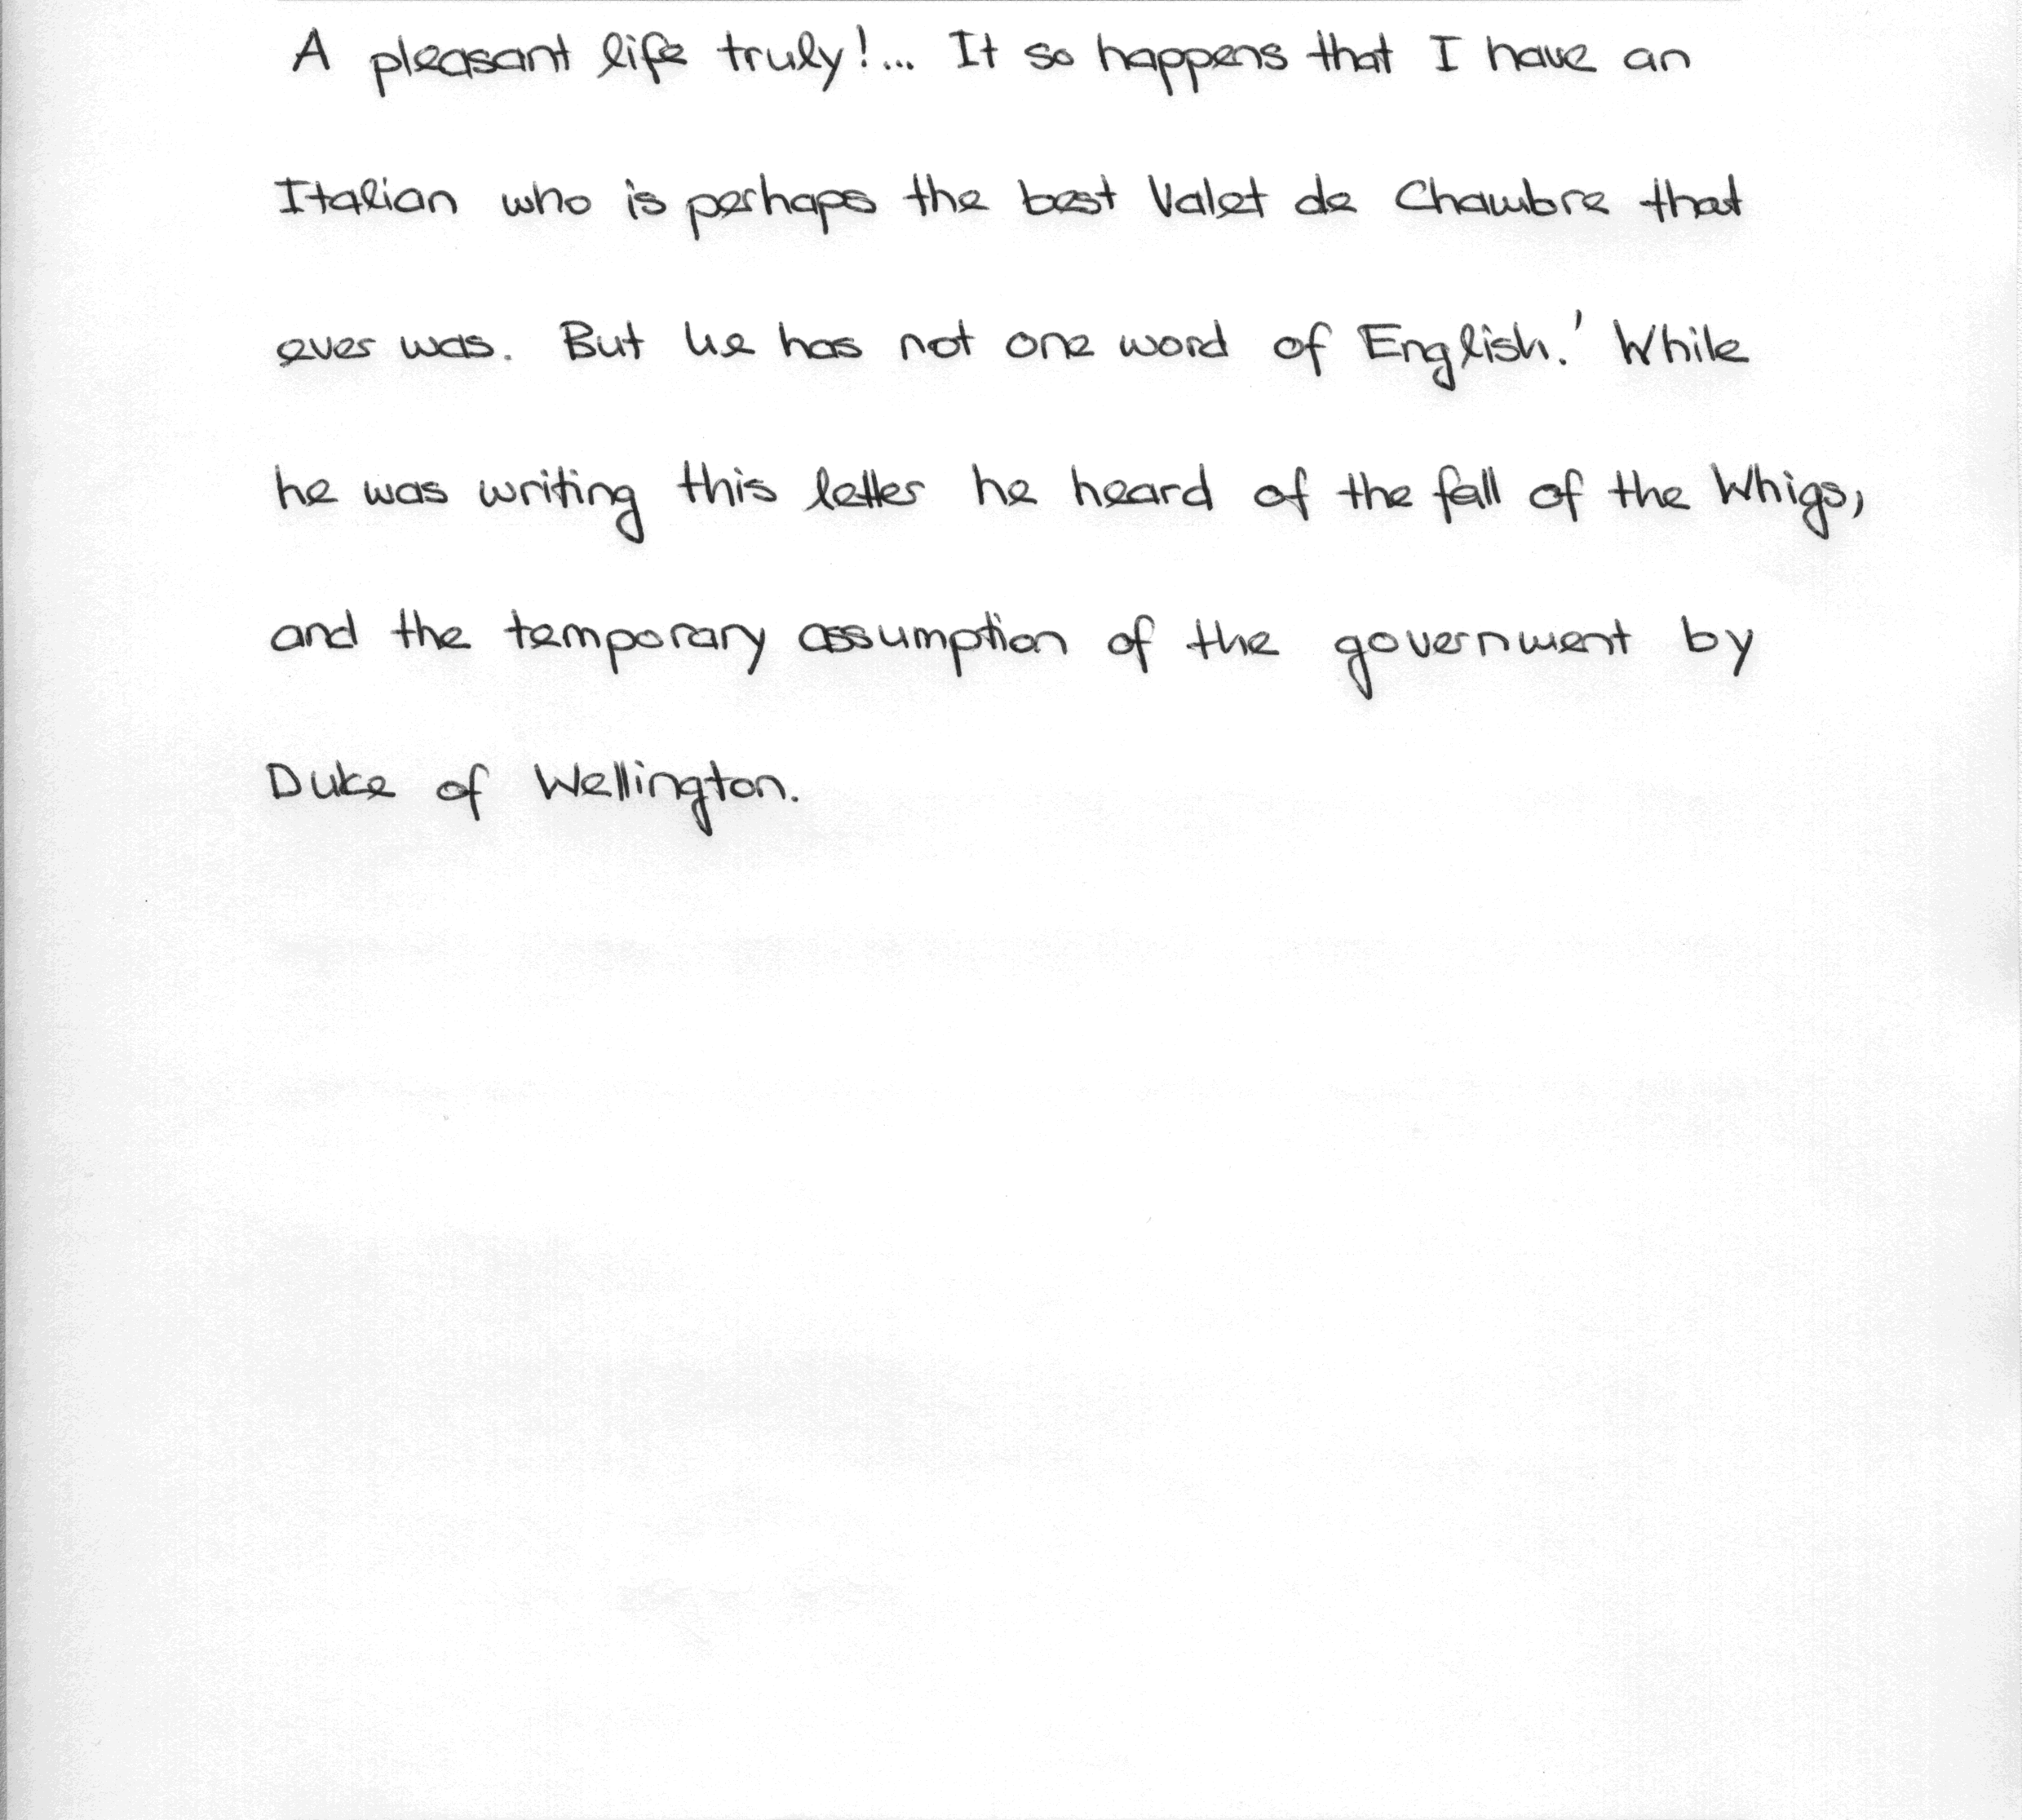 A pleasant life truly!... It so happens that I have an
Italian who is perhaps the best Valet de Chambre that
ever was. But he has not one word of English.' While
he was writing this letter he heard of the fall of the Whigs,
and the temporary assumption of the government by
Duke of Wellington.